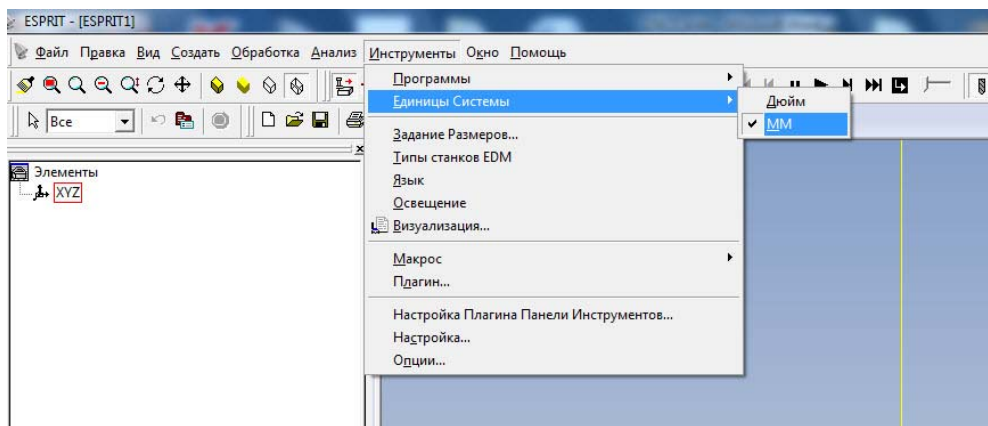 ESPRIT - [ESPRIT1]
Файл Правка Вид Создать Обработка Анализ Инструменты Окно Помощь
Все
Элементы
XYZ
Программы
Единицы Системы
Задание Размеров...
Типы станков EDM
Язык
Освещение
Визуализация...
Макрос
Плагин...
Настройка Плагина Панели Инструментов...
Настройка...
Опции...
Дюйм
ММ